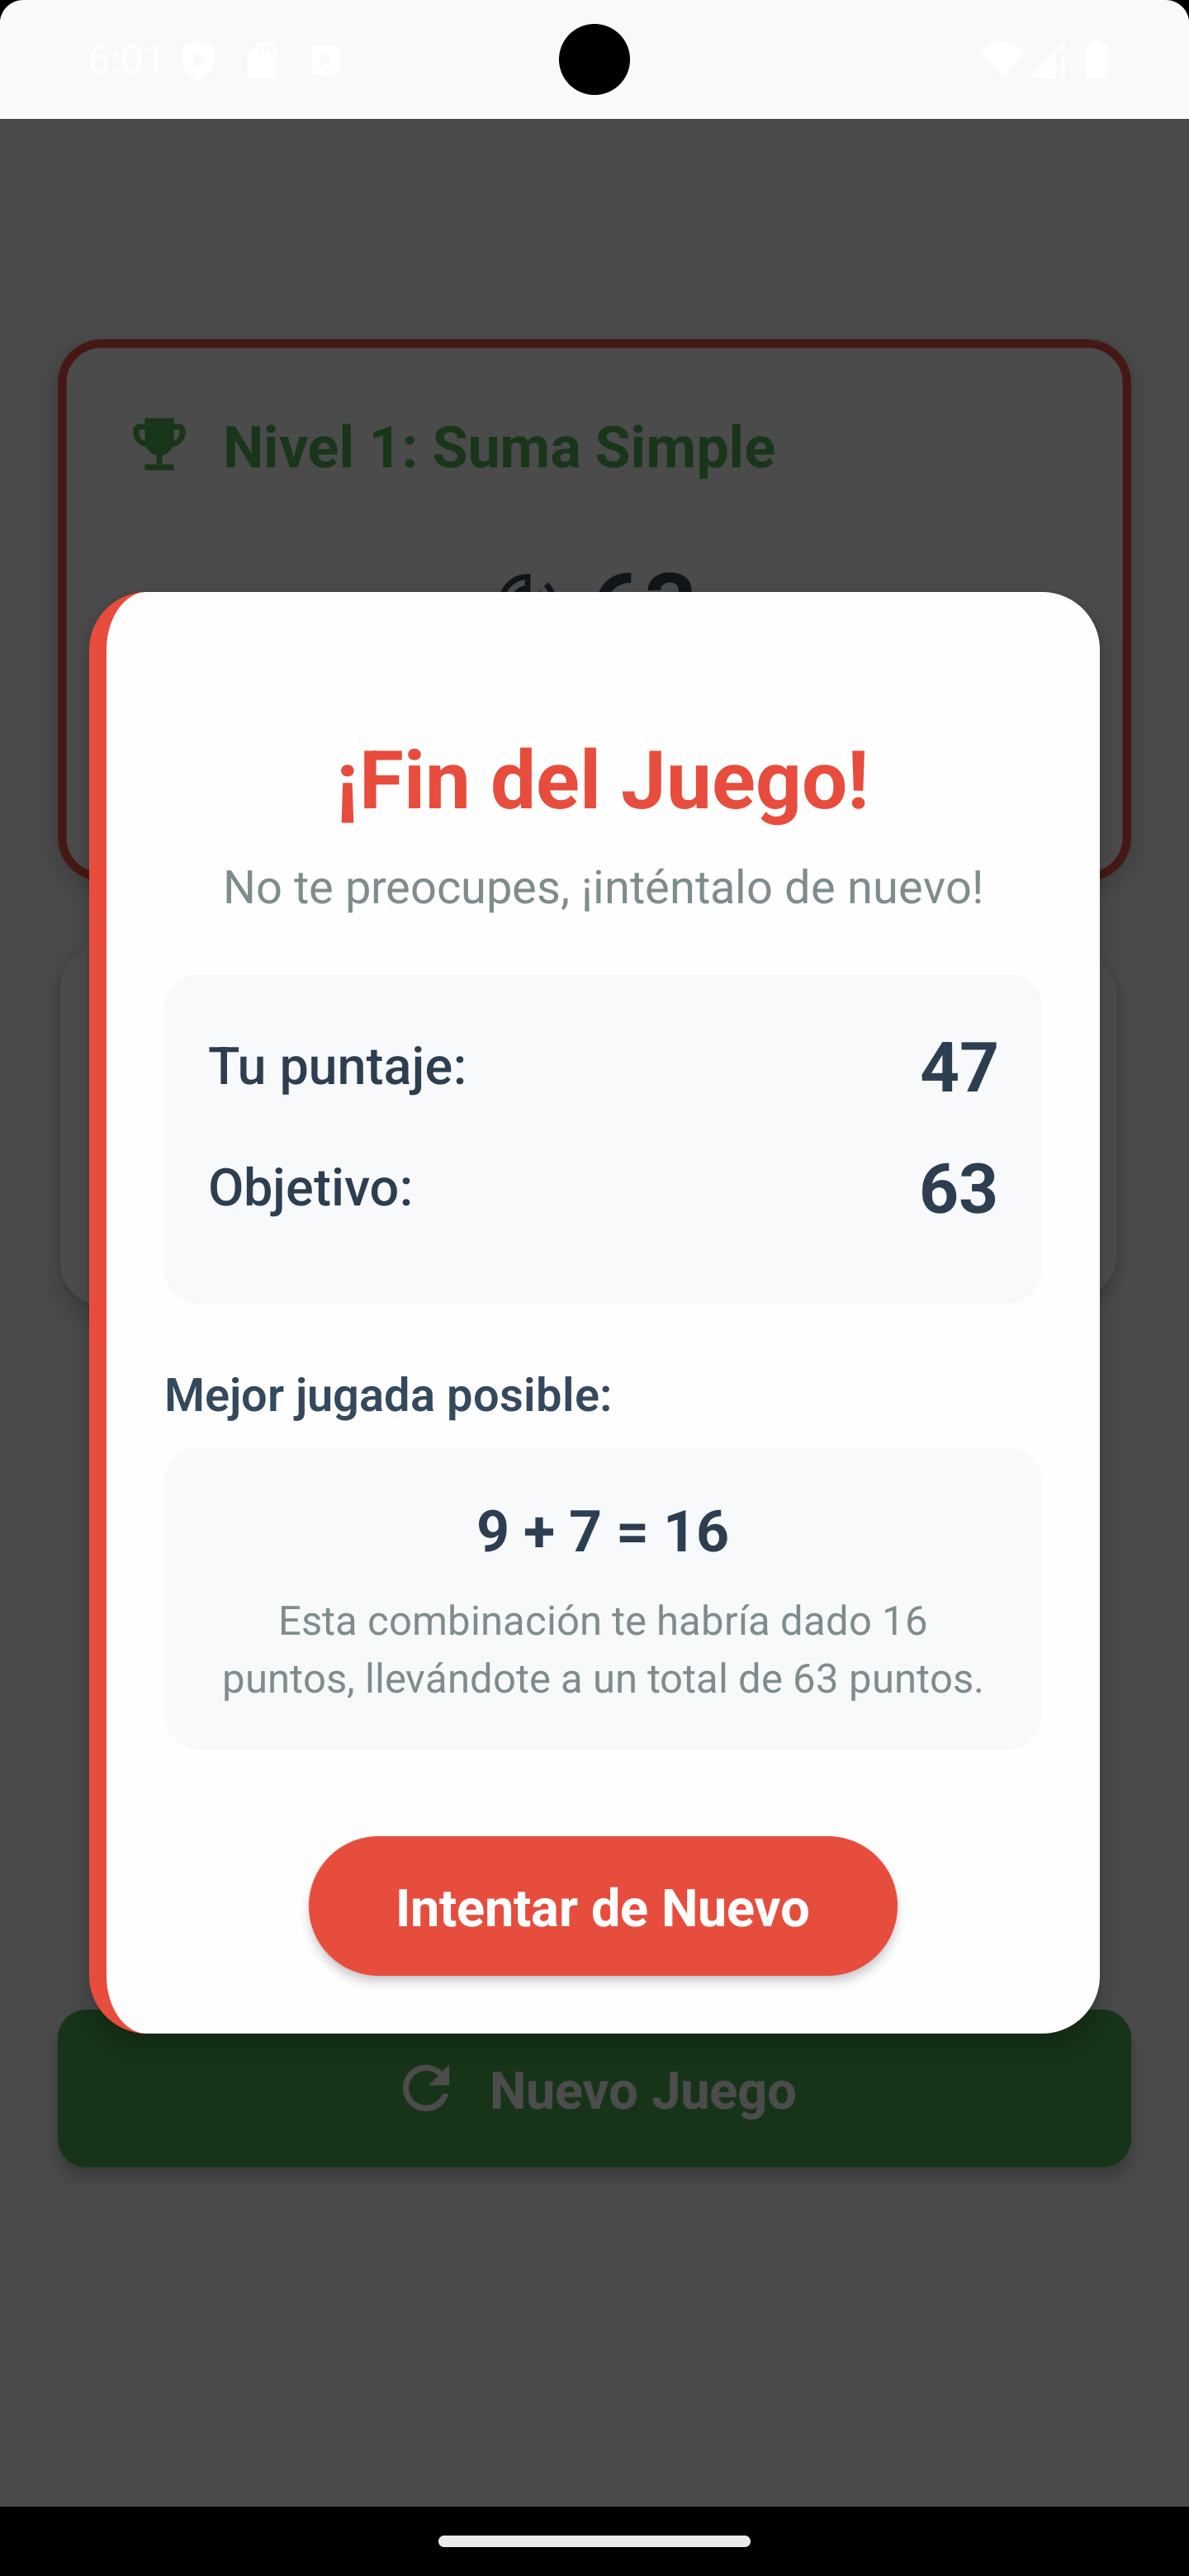 6:01
Nivel 1: Suma Simple
63
¡Fin del Juego!
No te preocupes, ¡inténtalo de nuevo!
Tu puntaje: 47
Objetivo: 63
Mejor jugada posible:
9 + 7 = 16
Esta combinación te habría dado 16
puntos, llevándote a un total de 63 puntos.
Intentar de Nuevo
Nuevo Juego